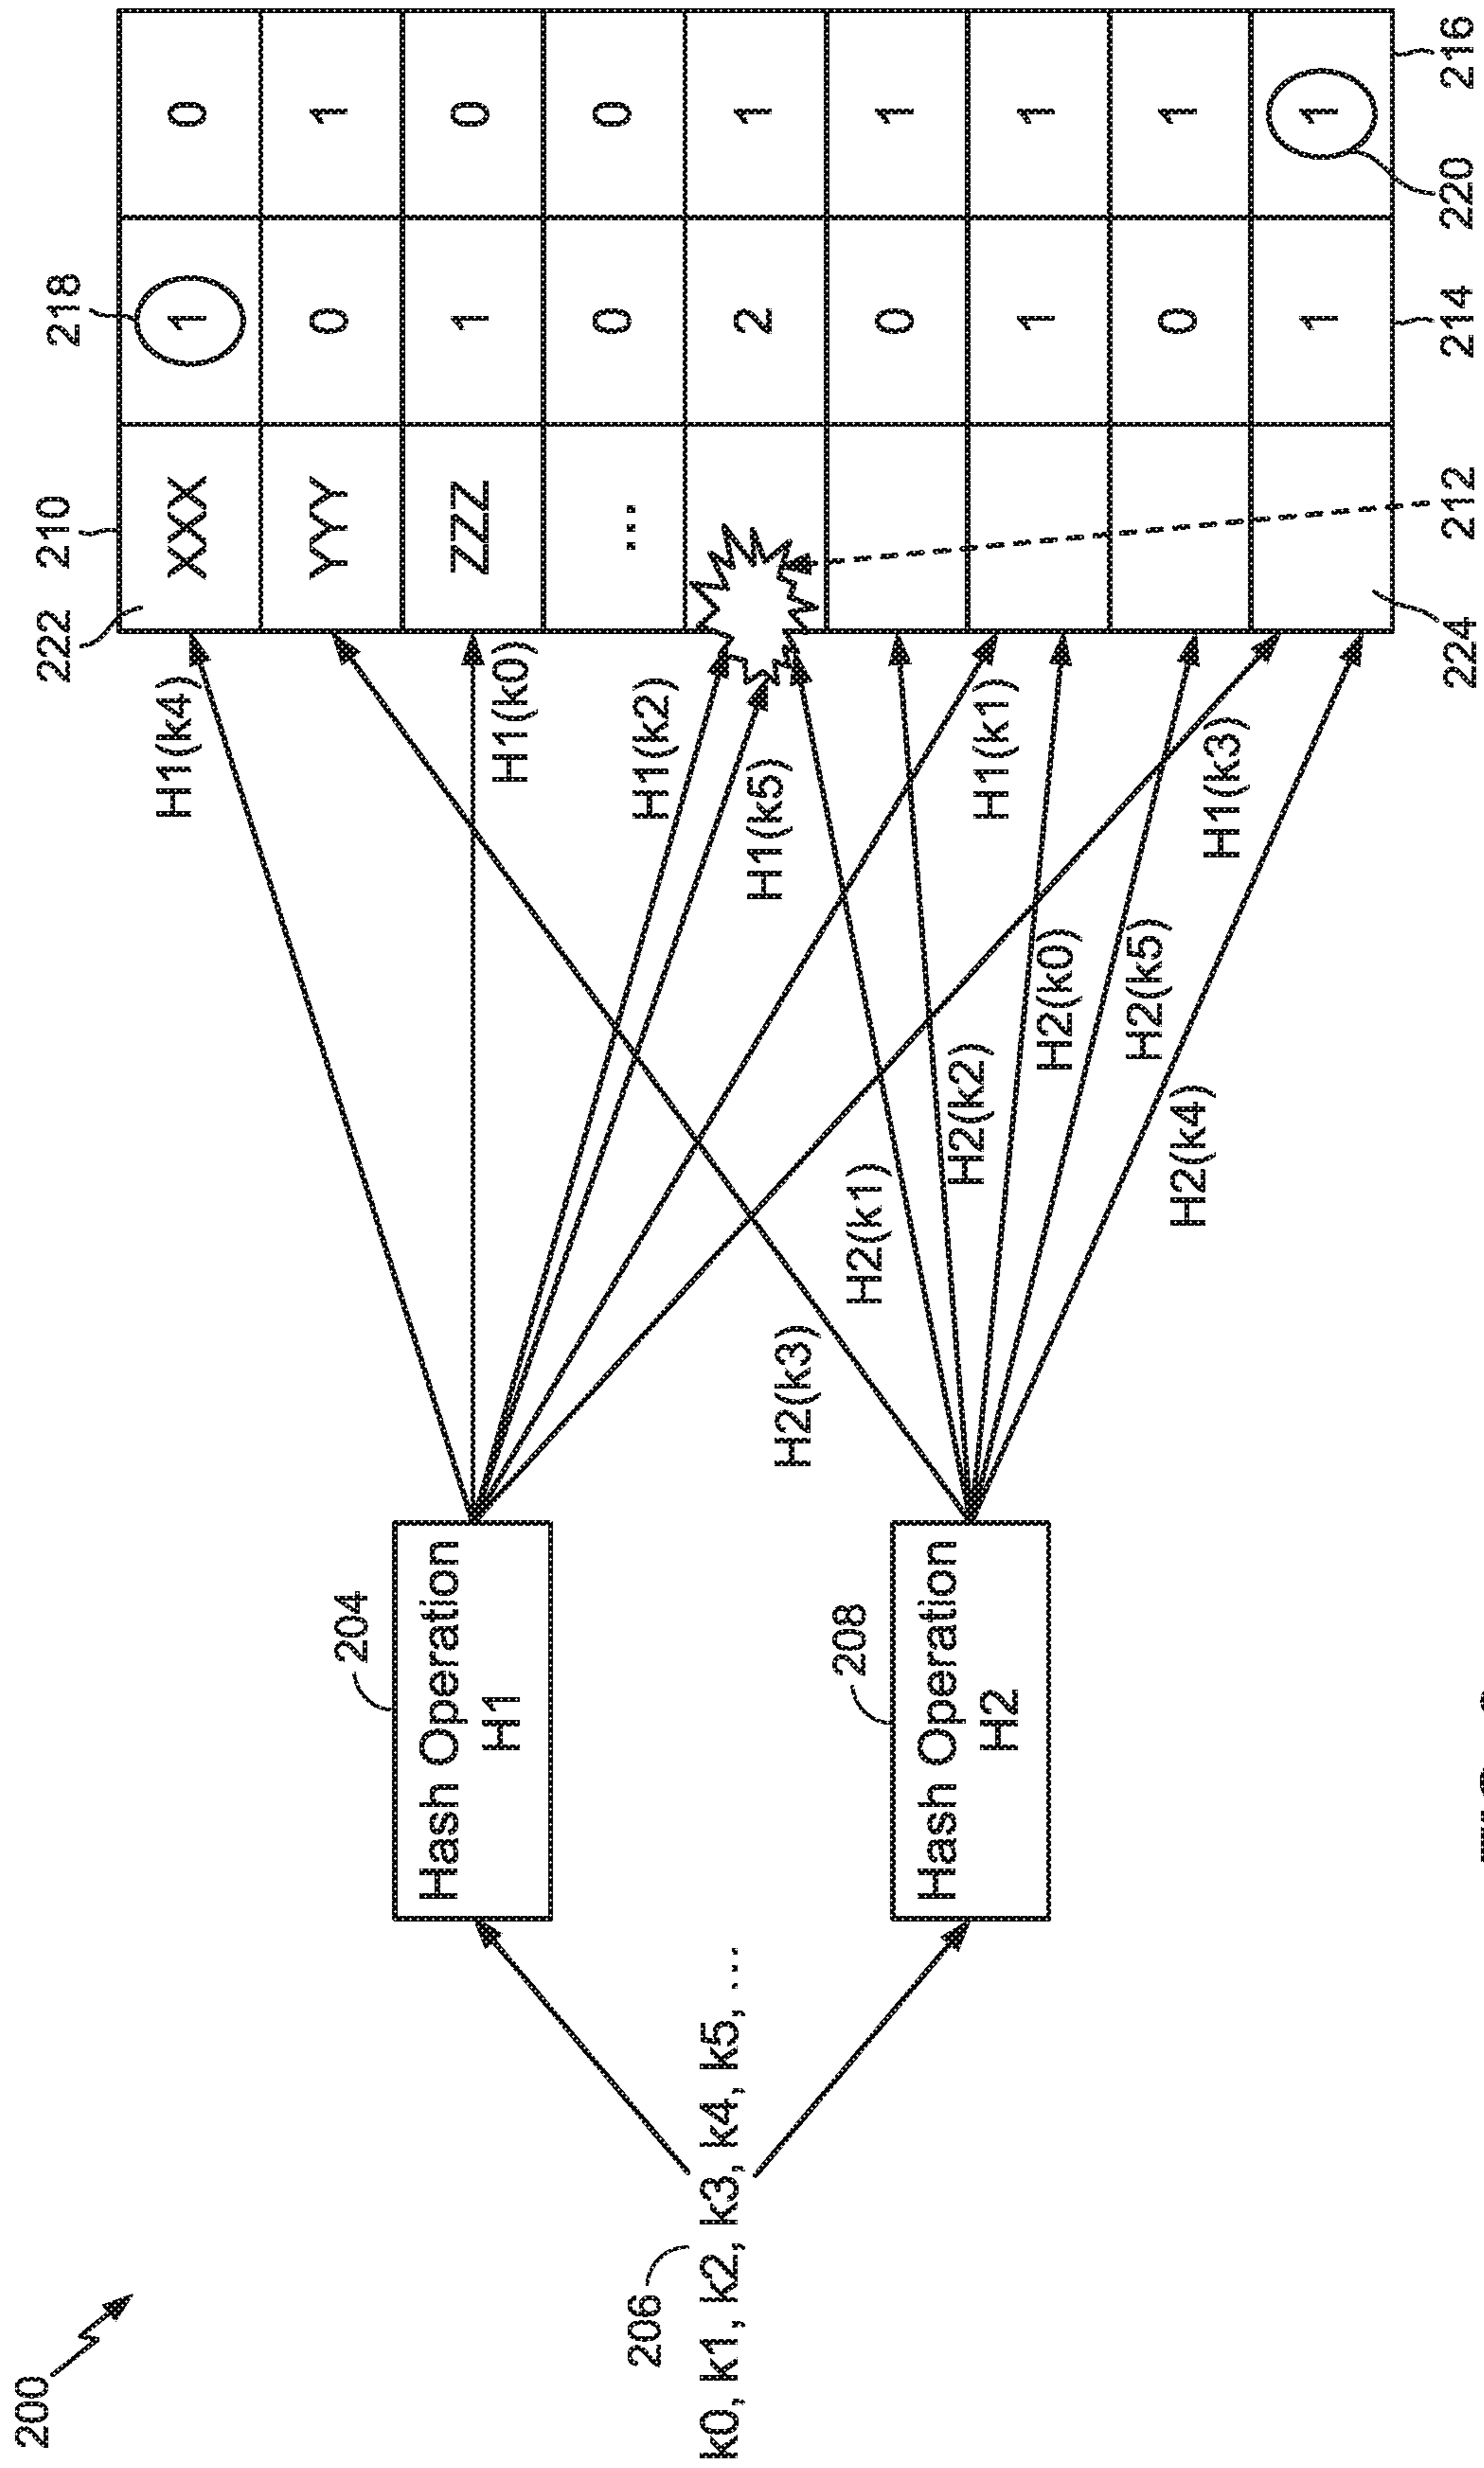 200
222
210
218
H1(k4)
XXX 1 0
YYY 0 1
204
Hash Operation
H1
ZZZ 1 0
H1(k0)
... 0 0
206
H1(k2)
k0, k1, k2, k3, k4, k5, ...
2 1
H1(k5)
H2(k3)
208
Hash Operation
H2
H2(k1)
0 1
H2(k2)
H1(k1)
1 1
H2(k0)
H2(k5)
0 1
H2(k4)
H1(k3)
1 1
224
212
214
220
216